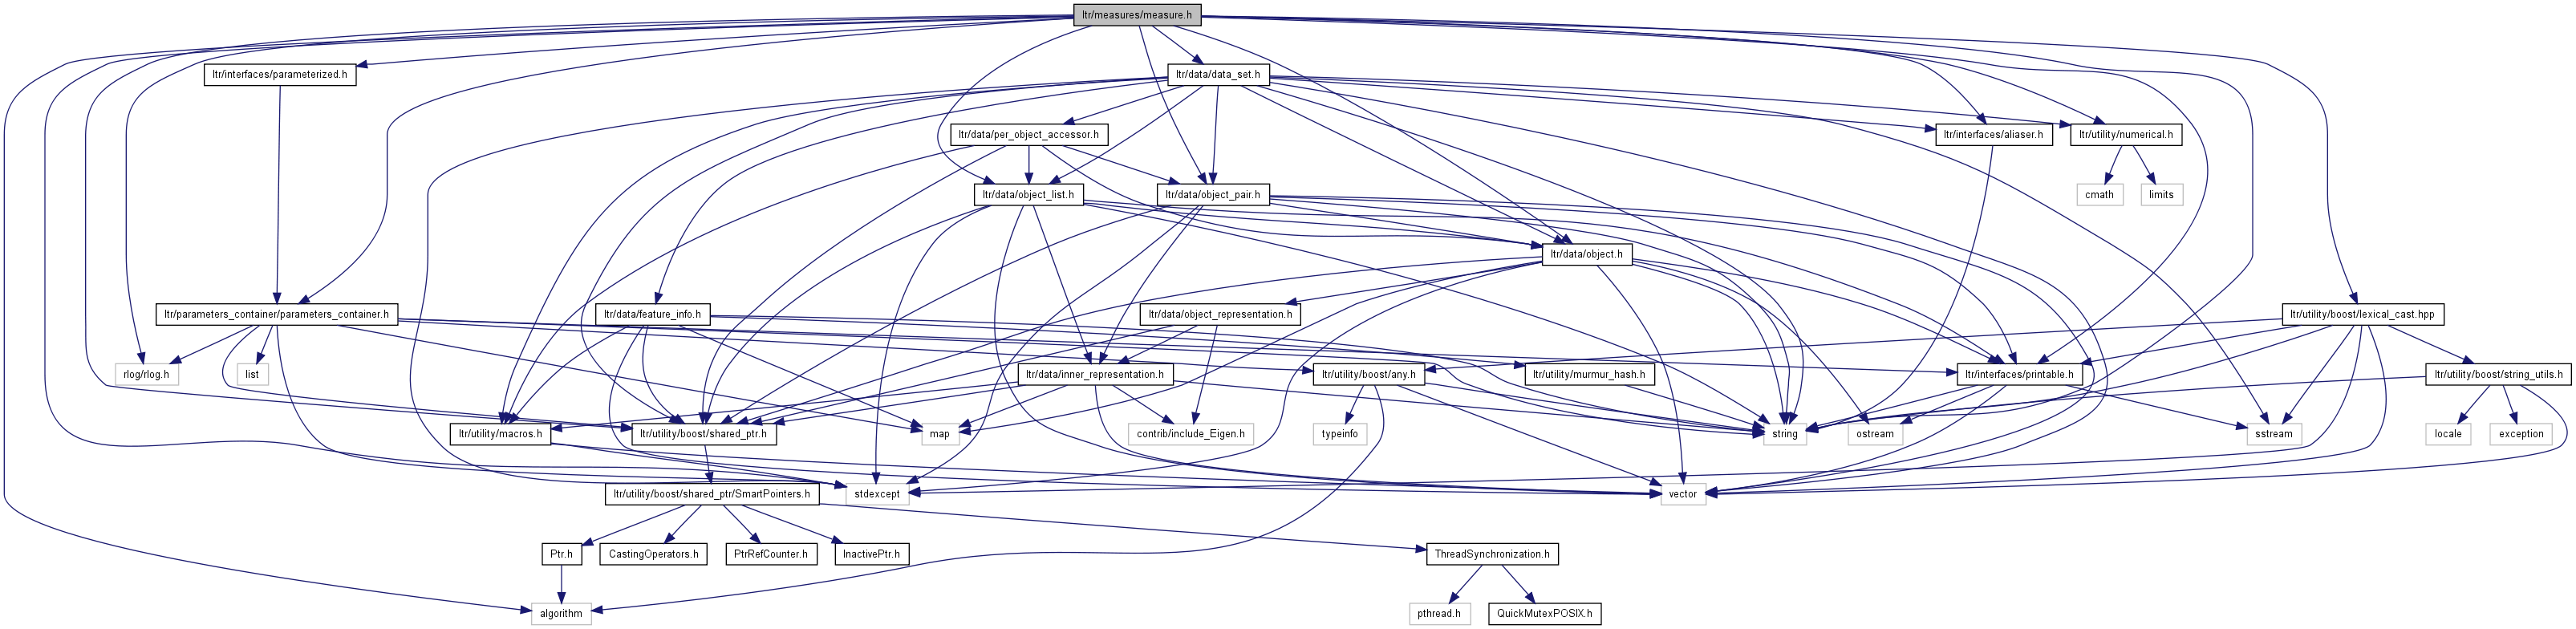 ltr/measures/measure.h
ltr/interfaces/parameterized.h
ltr/data/data_set.h
ltr/data/per_object_accessor.h
ltr/interfaces/aliaser.h
ltr/utility/numerical.h
ltr/data/object_list.h
ltr/data/object_pair.h
cmath
limits
ltr/data/object.h
ltr/parameters_container/parameters_container.h
ltr/data/feature_info.h
ltr/data/object_representation.h
ltr/utility/boost/lexical_cast.hpp
rlog/rlog.h
list
ltr/data/inner_representation.h
ltr/utility/boost/any.h
ltr/utility/murmur_hash.h
ltr/interfaces/printable.h
ltr/utility/boost/string_utils.h
ltr/utility/macros.h
ltr/utility/boost/shared_ptr.h
map
contrib/include_Eigen.h
typeinfo
string
ostream
sstream
locale
exception
ltr/utility/boost/shared_ptr/SmartPointers.h
stdexcept
vector
Ptr.h
CastingOperators.h
PtrRefCounter.h
InactivePtr.h
ThreadSynchronization.h
algorithm
pthread.h
QuickMutexPOSIX.h